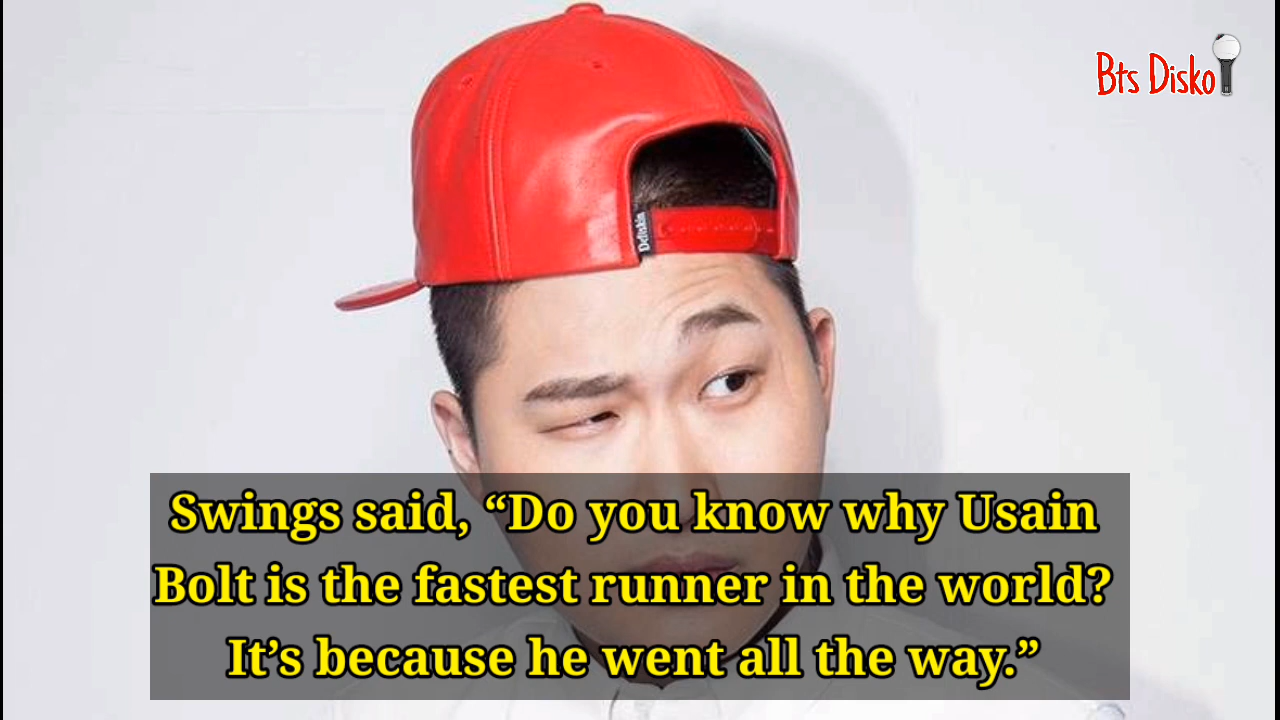 Bts Disko
Swings said, “Do you know why Usain
Bolt is the fastest runner in the world?
It’s because he went all the way.”